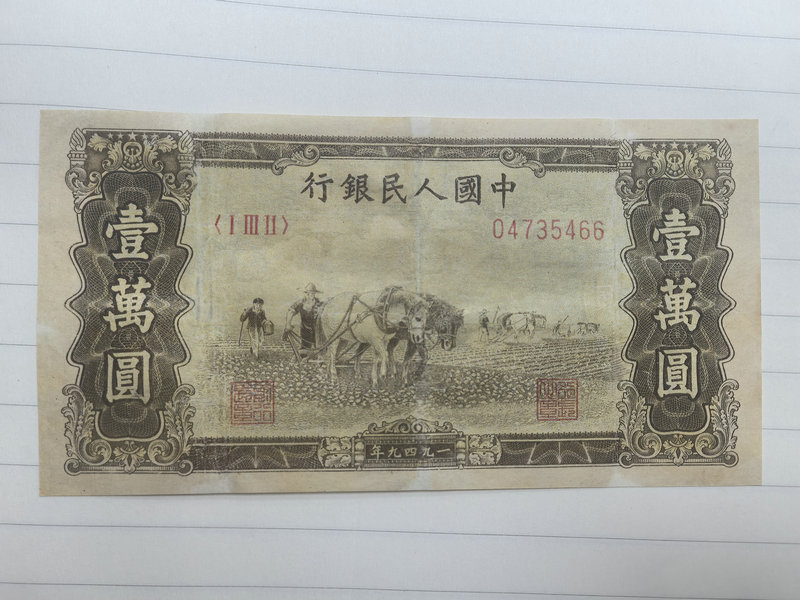 中國人民銀行
〈I III II〉
04735466
壹萬圓
壹萬圓
一九四九年